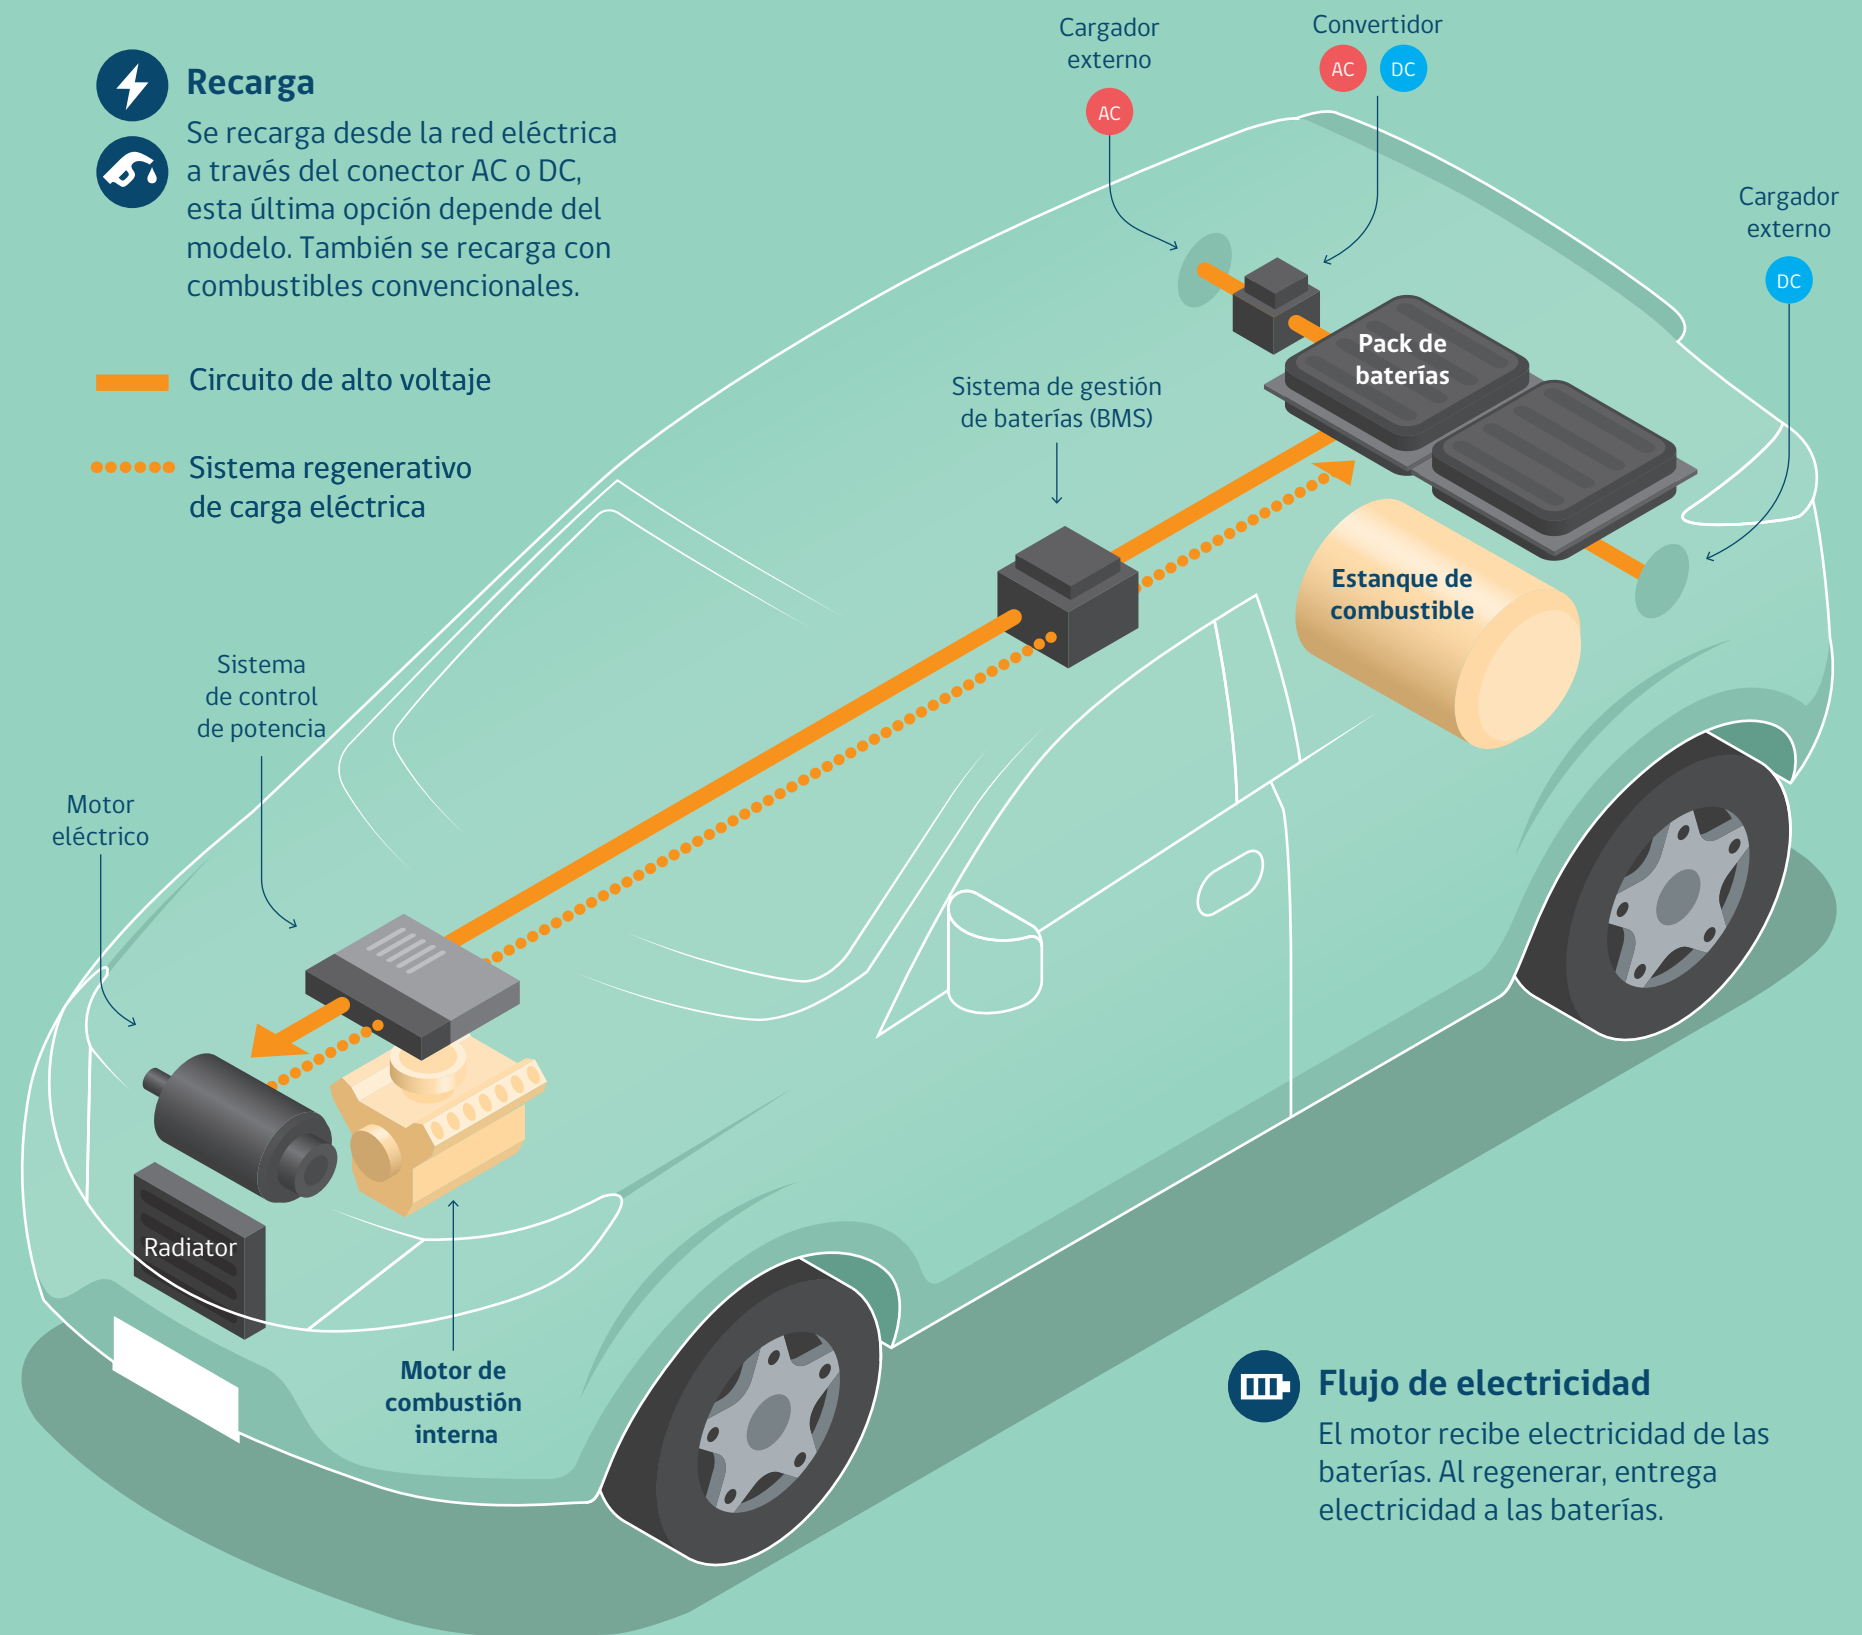 Recarga
Se recarga desde la red eléctrica
a través del conector AC o DC,
esta última opción depende del
modelo. También se recarga con
combustibles convencionales.
Circuito de alto voltaje
Sistema regenerativo
de carga eléctrica
Cargador
externo
AC
Convertidor
AC DC
Cargador
externo
DC
Pack de
baterías
Sistema de gestión
de baterías (BMS)
Estanque de
combustible
Sistema
de control
de potencia
Motor
eléctrico
Radiator
Motor de
combustión
interna
Flujo de electricidad
El motor recibe electricidad de las
baterías. Al regenerar, entrega
electricidad a las baterías.